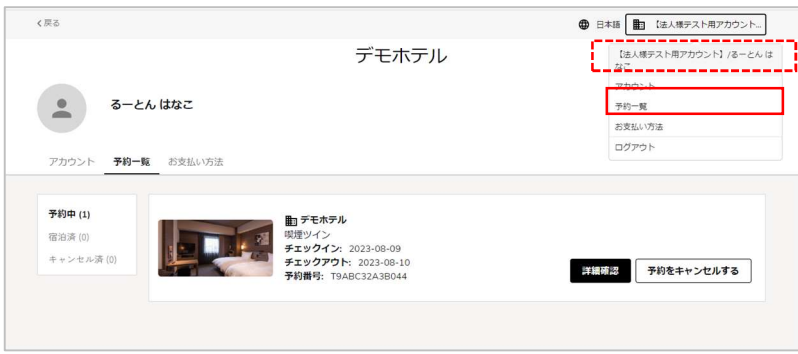 戻る
日本語 【法人様テスト用アカウント...
デモホテル
【法人様テスト用アカウント】/るーとん は
なこ
アカウント
予約一覧
お支払い方法
ログアウト
るーとん はなこ
アカウント 予約一覧 お支払い方法
予約中 (1)
宿泊済 (0)
キャンセル済 (0)
デモホテル
喫煙ツイン
チェックイン: 2023-08-09
チェックアウト: 2023-08-10
予約番号: T9ABC32A3B044
詳細確認 予約をキャンセルする